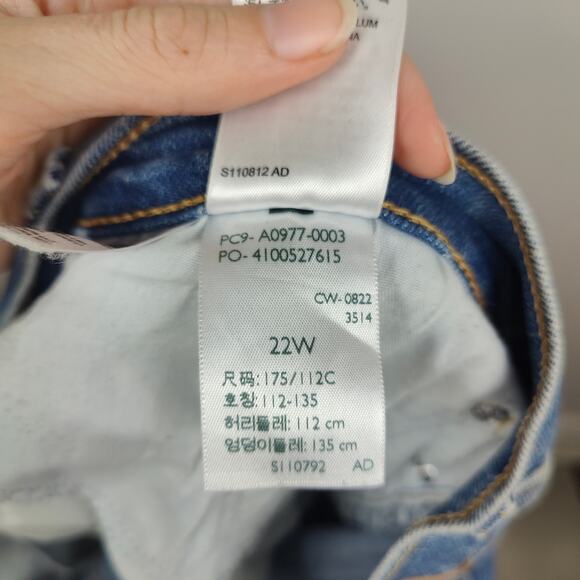 LUM
S110812 AD
PC9- A0977-0003
PO- 4100527615
CW-0822
3514
22W
尺码:175/112C
호칭:112-135
허리둘레:112 cm
엉덩이둘레:135 cm
S110792 AD